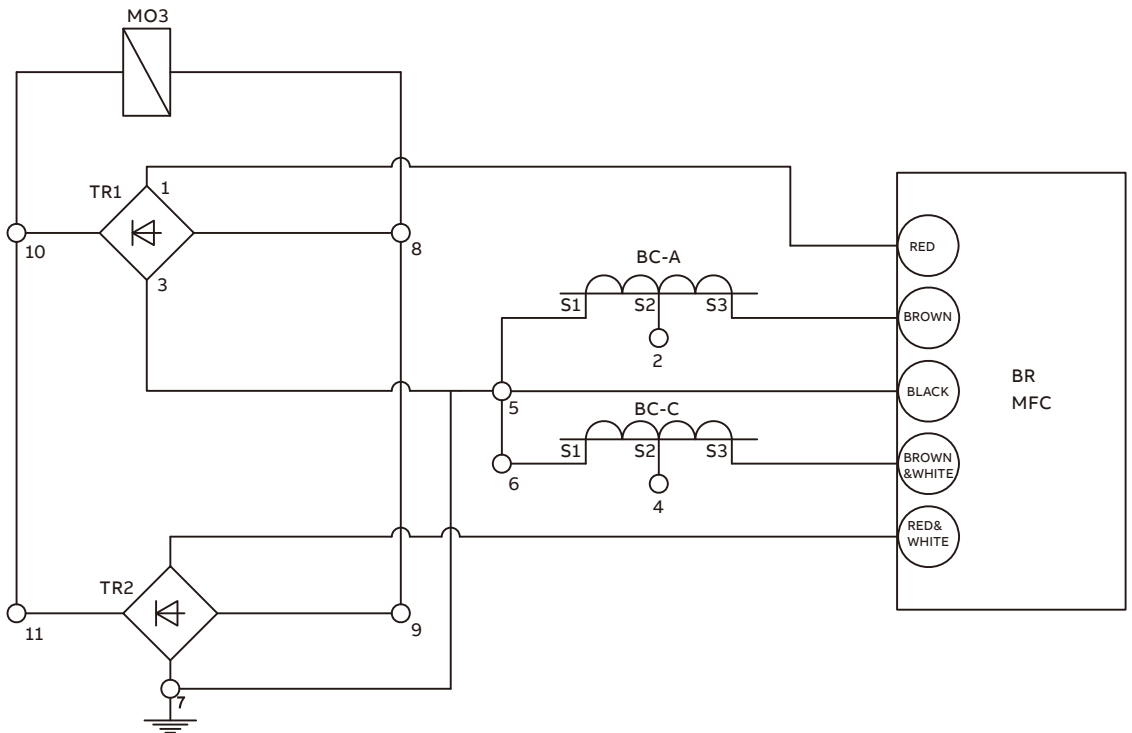 MO3
TR1
1
10
3
8
BC-A
S1
S2
S3
2
5
BC-C
S1
S2
S3
6
4
TR2
11
9
7
RED
BROWN
BLACK
BROWN
&WHITE
RED&
WHITE
BR
MFC